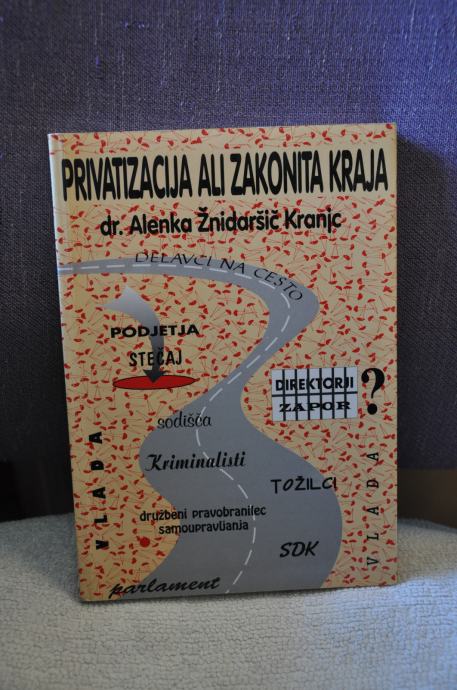 PRIVATIZACIJA ALI ZAKONITA KRAJA
dr. Alenka Žnidaršič Kranjc
DELAVCI NA CESTO
PODJETJA
STEČAJ
DIREKTORJI
ZAPOR
?
sodišča
Kriminalisti
TOŽILCI
VLADA
VLADA
družbeni pravobranilec
samoupravljanja
SDK
parlament